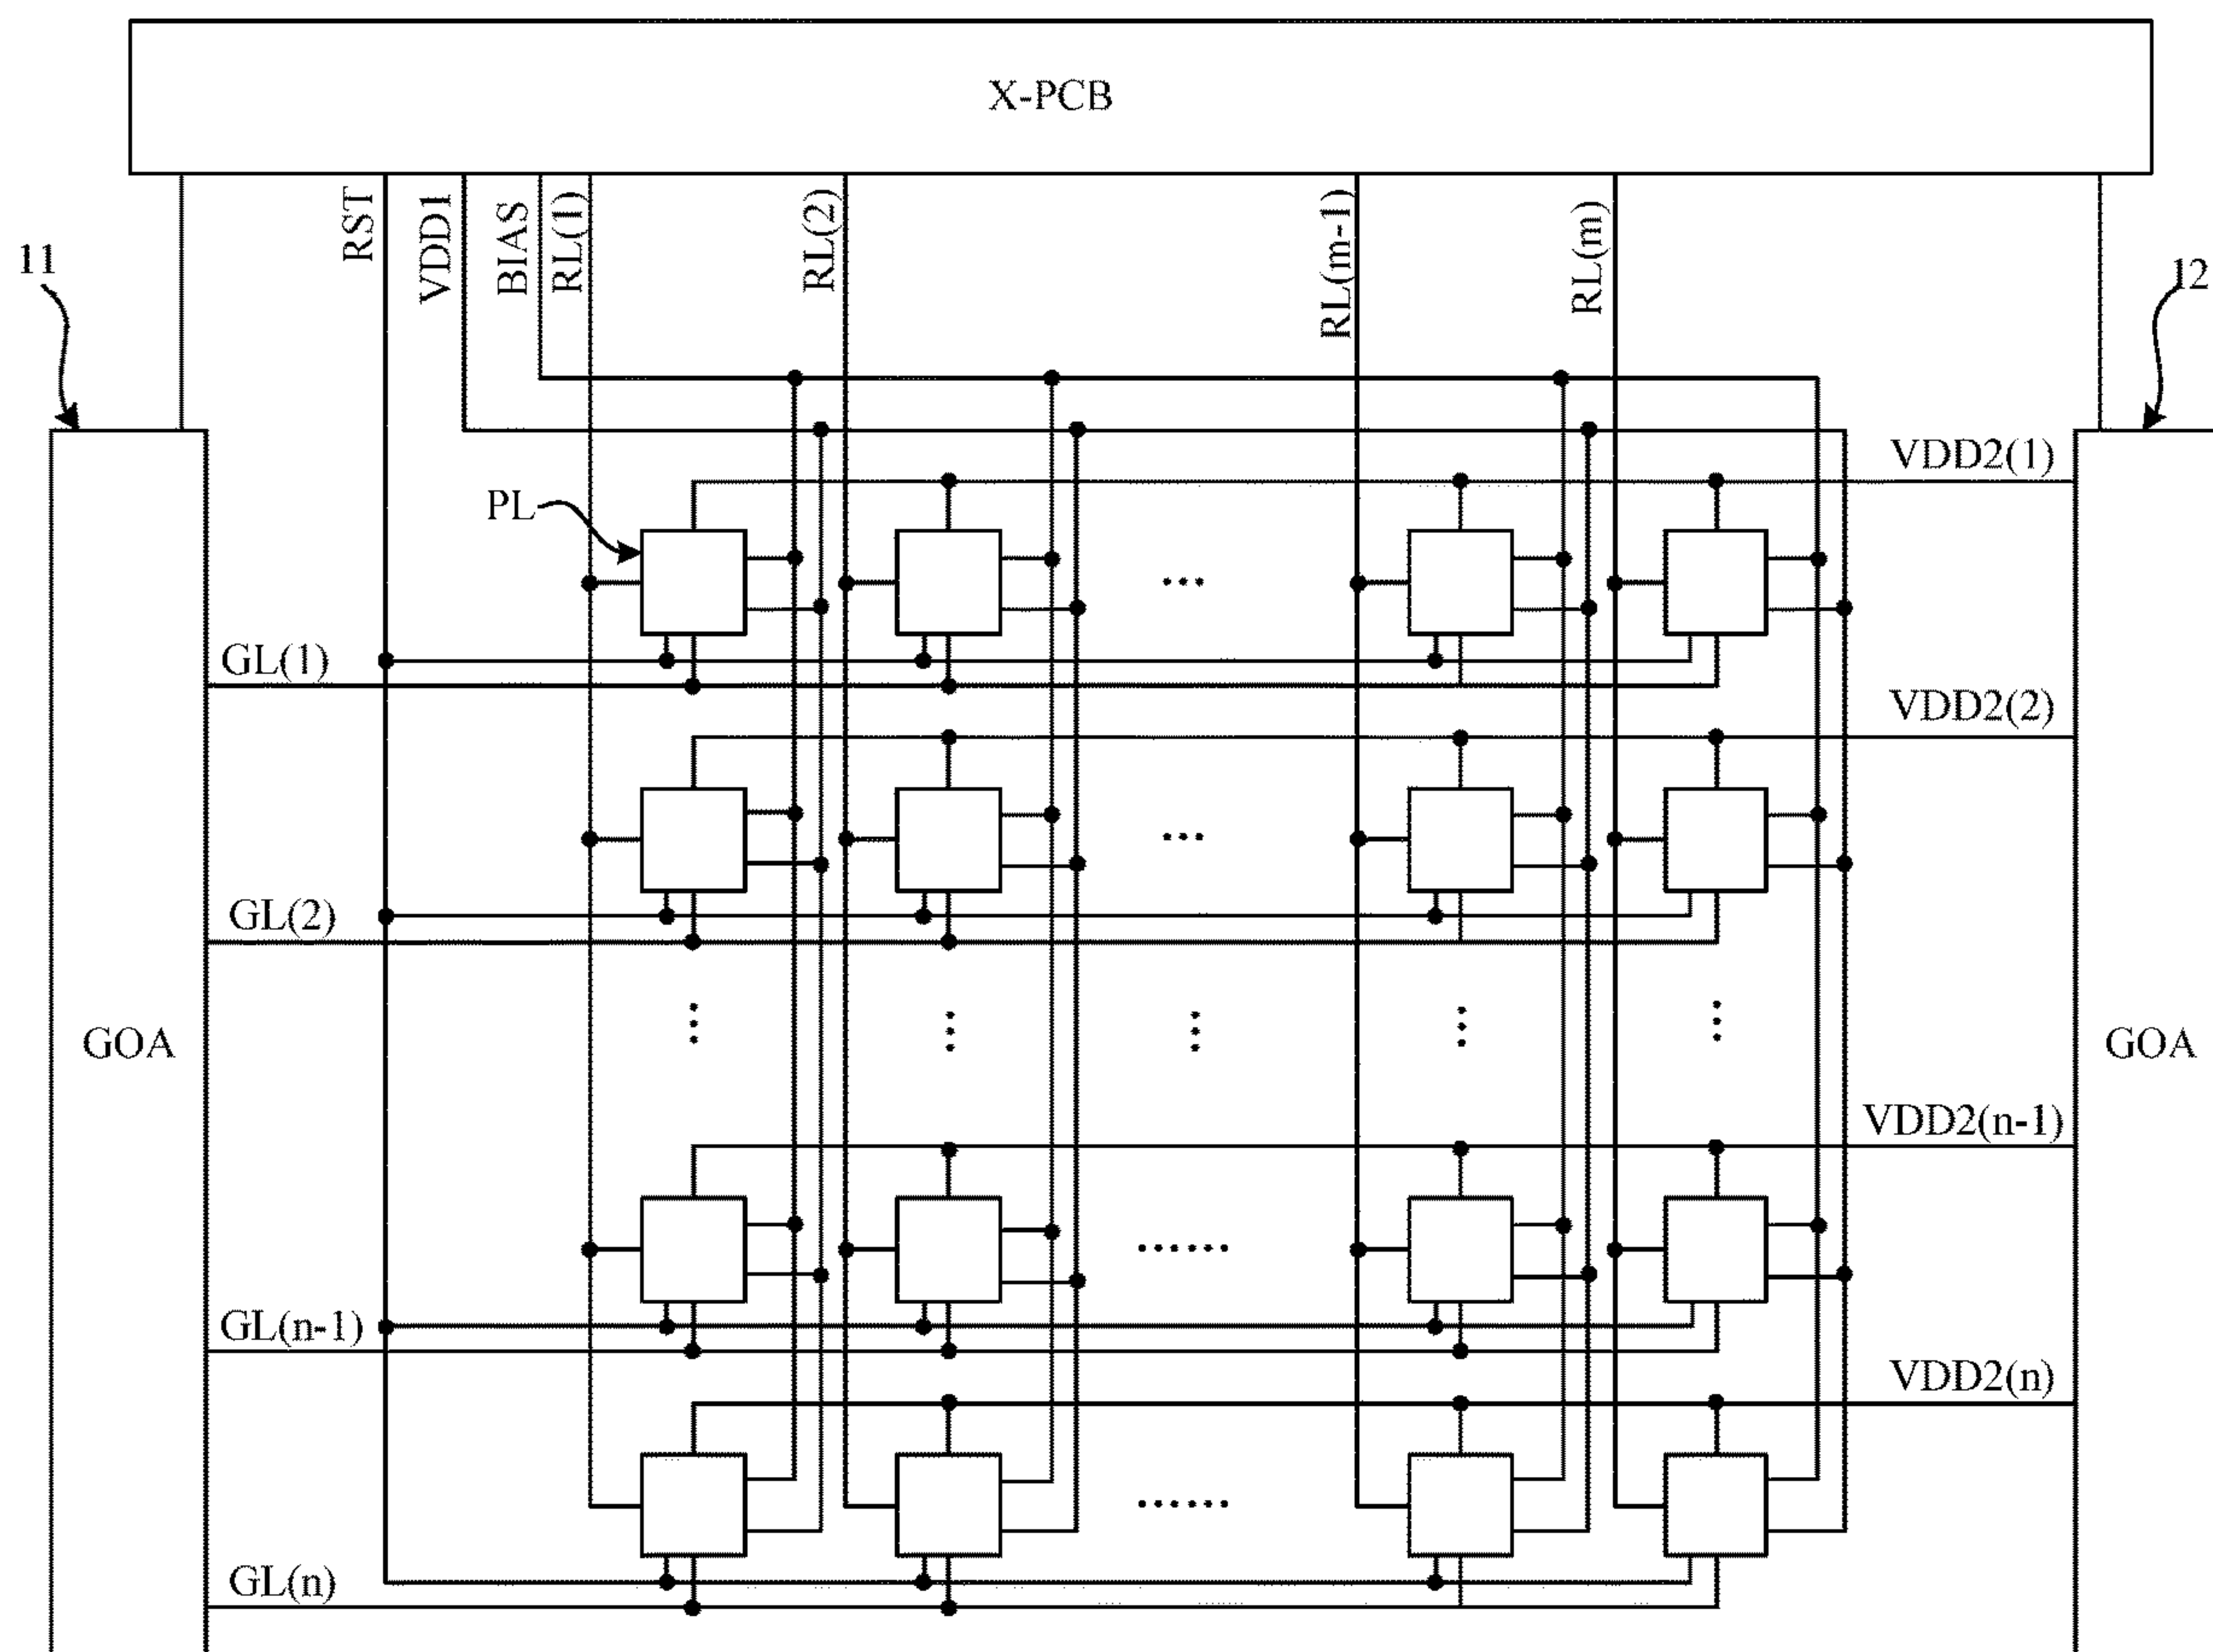 X-PCB
RST
VDD1
BIAS
RL(1)
RL(2)
RL(m-1)
RL(m)
11
12
VDD2(1)
PL
GL(1)
VDD2(2)
GL(2)
GOA
GOA
VDD2(n-1)
GL(n-1)
VDD2(n)
GL(n)